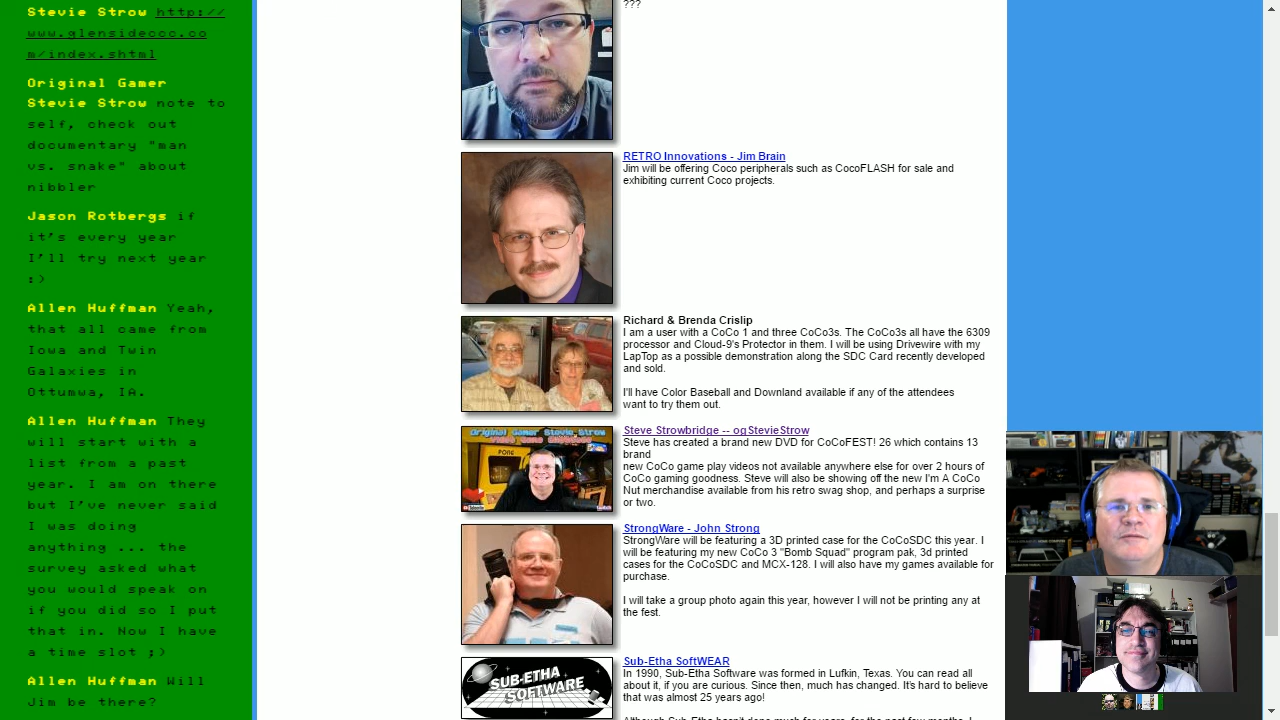 Stevie Strow http://
www.glensideccc.co
m/index.shtml
Original Gamer
Stevie Strow note to
self, check out
documentary "man
vs. snake" about
nibbler
Jason Rotbergs if
it's every year
I'll try next year
:)
Allen Huffman Yeah,
that all came from
Iowa and Twin
Galaxies in
Ottumwa, IA.
Allen Huffman They
will start with a
list from a past
year. I am on there
but I've never said
I was doing
anything ... the
survey asked what
you would speak on
if you did so I put
that in. Now I have
a time slot ;)
Allen Huffman Will
Jim be there?
???
RETRO Innovations - Jim Brain
Jim will be offering Coco peripherals such as CocoFLASH for sale and
exhibiting current Coco projects.
Richard & Brenda Crislip
I am a user with a CoCo 1 and three CoCo3s. The CoCo3s all have the 6309
processor and Cloud-9's Protector in them. I will be using Drivewire with my
LapTop as a possible demonstration along the SDC Card recently developed
and sold.
I'll have Color Baseball and Downland available if any of the attendees
want to try them out.
Original Gamer Stevie Strow
PONG
Steve Strowbridge -- ogStevieStrow
Steve has created a brand new DVD for CoCoFEST! 26 which contains 13
brand
new CoCo game play videos not available anywhere else for over 2 hours of
CoCo gaming goodness. Steve will also be showing off the new I'm A CoCo
Nut merchandise available from his retro swag shop, and perhaps a surprise
or two.
StrongWare - John Strong
StrongWare will be featuring a 3D printed case for the CoCoSDC this year. I
will be featuring my new CoCo 3 "Bomb Squad" program pak, 3d printed
cases for the CoCoSDC and MCX-128. I will also have my games available for
purchase.
I will take a group photo again this year, however I will not be printing any at
the fest.
SUB-ETHA
SOFTWARE
Sub-Etha SoftWEAR
In 1990, Sub-Etha Software was formed in Lufkin, Texas. You can read all
about it, if you are curious. Since then, much has changed. It's hard to believe
that was almost 25 years ago!